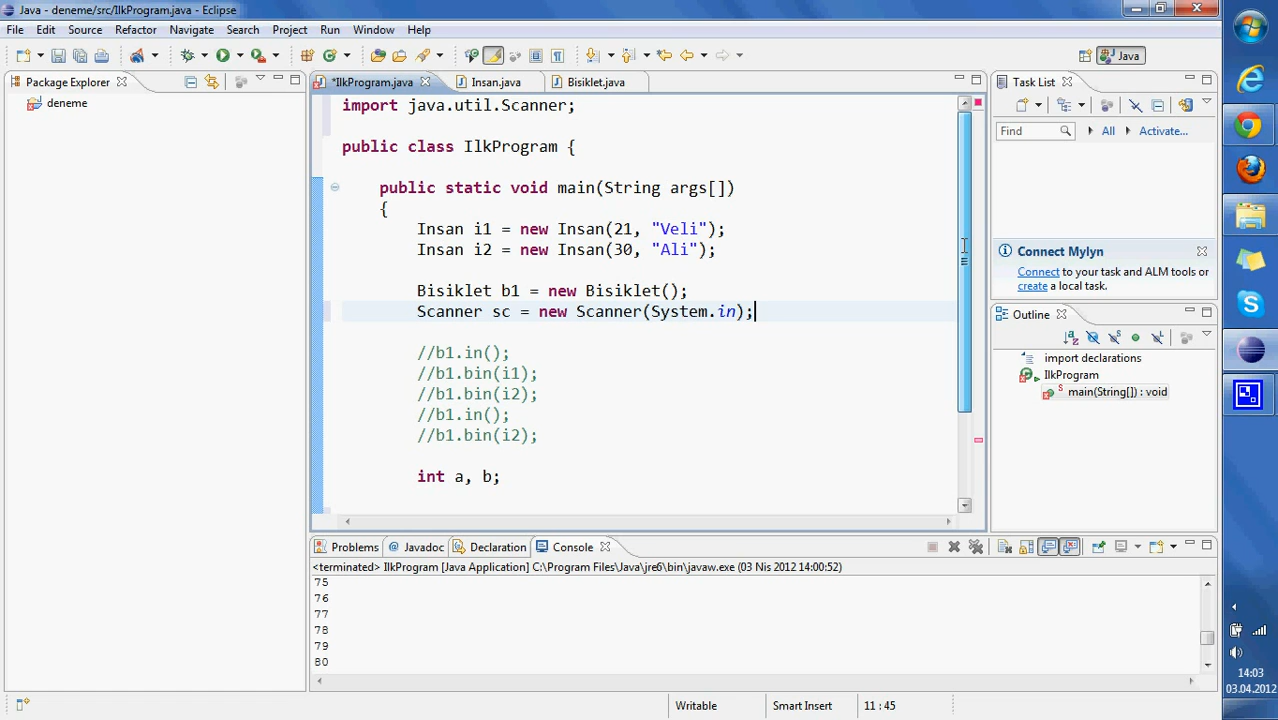 Java - deneme/src/IlkProgram.java - Eclipse
File Edit Source Refactor Navigate Search Project Run Window Help
Java
Package Explorer
deneme
*IlkProgram.java
Insan.java
Bisiklet.java
import java.util.Scanner;
public class IlkProgram {
public static void main(String args[])
{
Insan i1 = new Insan(21, "Veli");
Insan i2 = new Insan(30, "Ali");
Bisiklet b1 = new Bisiklet();
Scanner sc = new Scanner(System.in);
//b1.in();
//b1.bin(i1);
//b1.bin(i2);
//b1.in();
//b1.bin(i2);
int a, b;
Task List
Find All Activate...
Connect Mylyn
Connect to your task and ALM tools or
create a local task.
Outline
import declarations
IlkProgram
main(String[]) : void
Problems @ Javadoc Declaration Console
<terminated> IlkProgram [Java Application] C:\Program Files\Java\jre6\bin\javaw.exe (03 Nis 2012 14:00:52)
75
76
77
78
79
80
Writable Smart Insert 11 : 45
14:03
03.04.2012